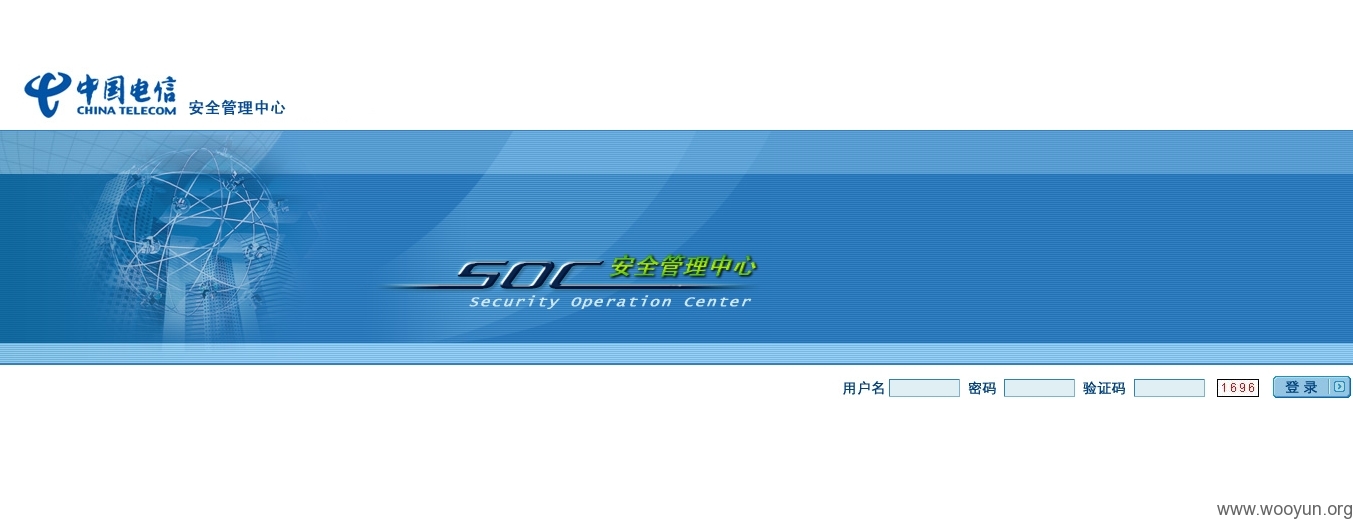 中国电信
CHINA TELECOM 安全管理中心
SOC 安全管理中心
Security Operation Center
用户名 密码 验证码 1696 登录
www.wooyun.org